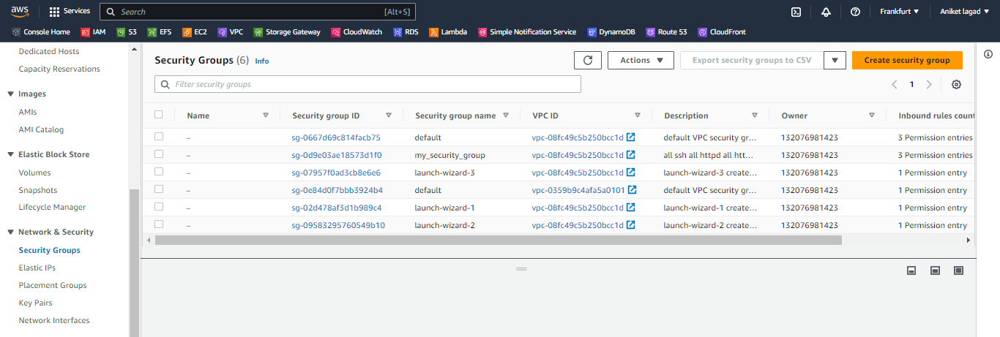 aws Services Search [Alt+S] Frankfurt Aniket lagad
Console Home IAM S3 EFS EC2 VPC Storage Gateway CloudWatch RDS Lambda Simple Notification Service DynamoDB Route 53 CloudFront
Dedicated Hosts
Capacity Reservations
Images
AMIs
AMI Catalog
Elastic Block Store
Volumes
Snapshots
Lifecycle Manager
Network & Security
Security Groups
Elastic IPs
Placement Groups
Key Pairs
Network Interfaces
Security Groups (6) Info Actions Export security groups to CSV Create security group
Filter security groups 1
Name Security group ID Security group name VPC ID Description Owner Inbound rules count
– sg-0667d69c814facb75 default vpc-08fc49c5b250bcc1d default VPC security gr... 132076981423 3 Permission entries
– sg-0d9e03ae18573d1f0 my_security_group vpc-08fc49c5b250bcc1d all ssh all httpd all htt... 132076981423 3 Permission entries
– sg-07957f0ad3cb8e6e6 launch-wizard-3 vpc-08fc49c5b250bcc1d launch-wizard-3 create... 132076981423 1 Permission entry
– sg-0e84d0f7bbb3924b4 default vpc-0359b9c4afa5a0101 default VPC security gr... 132076981423 1 Permission entry
– sg-02d478af3d1b989c4 launch-wizard-1 vpc-08fc49c5b250bcc1d launch-wizard-1 create... 132076981423 1 Permission entry
– sg-09583295760549b10 launch-wizard-2 vpc-08fc49c5b250bcc1d launch-wizard-2 create... 132076981423 1 Permission entry